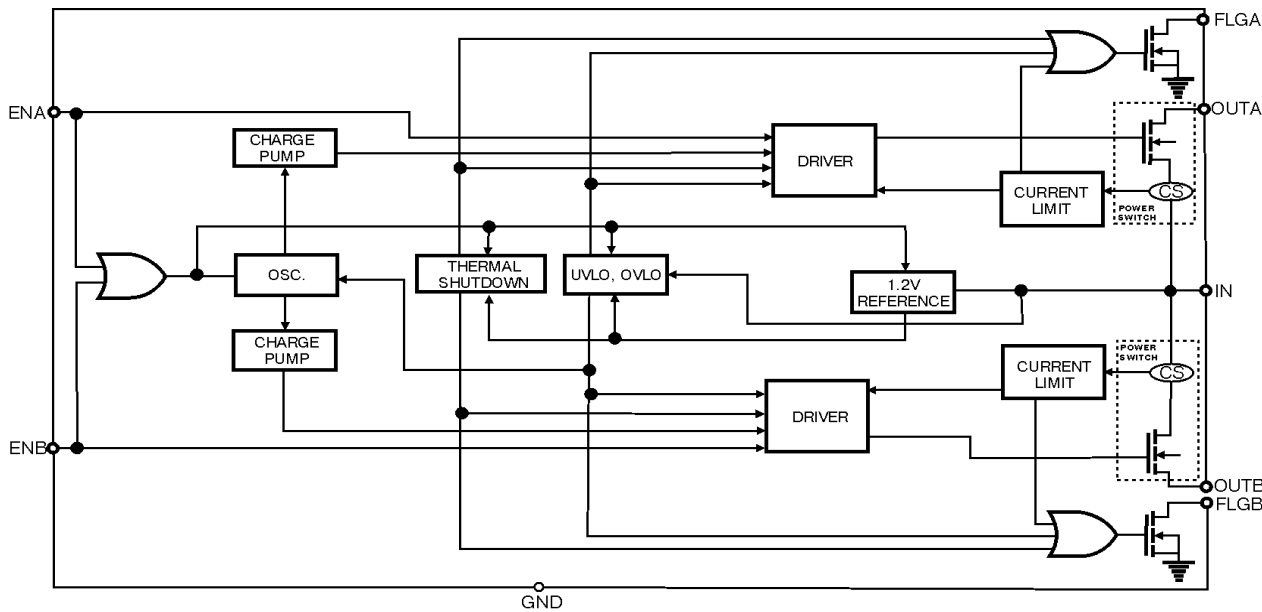 FLGA
ENA
OUTA
CHARGE
PUMP
DRIVER
CURRENT
LIMIT
CS
POWER
SWITCH
OSC.
THERMAL
SHUTDOWN
UVLO, OVLO
1.2V
REFERENCE
IN
CHARGE
PUMP
POWER
SWITCH
CURRENT
LIMIT
CS
DRIVER
ENB
OUTB
FLGB
GND